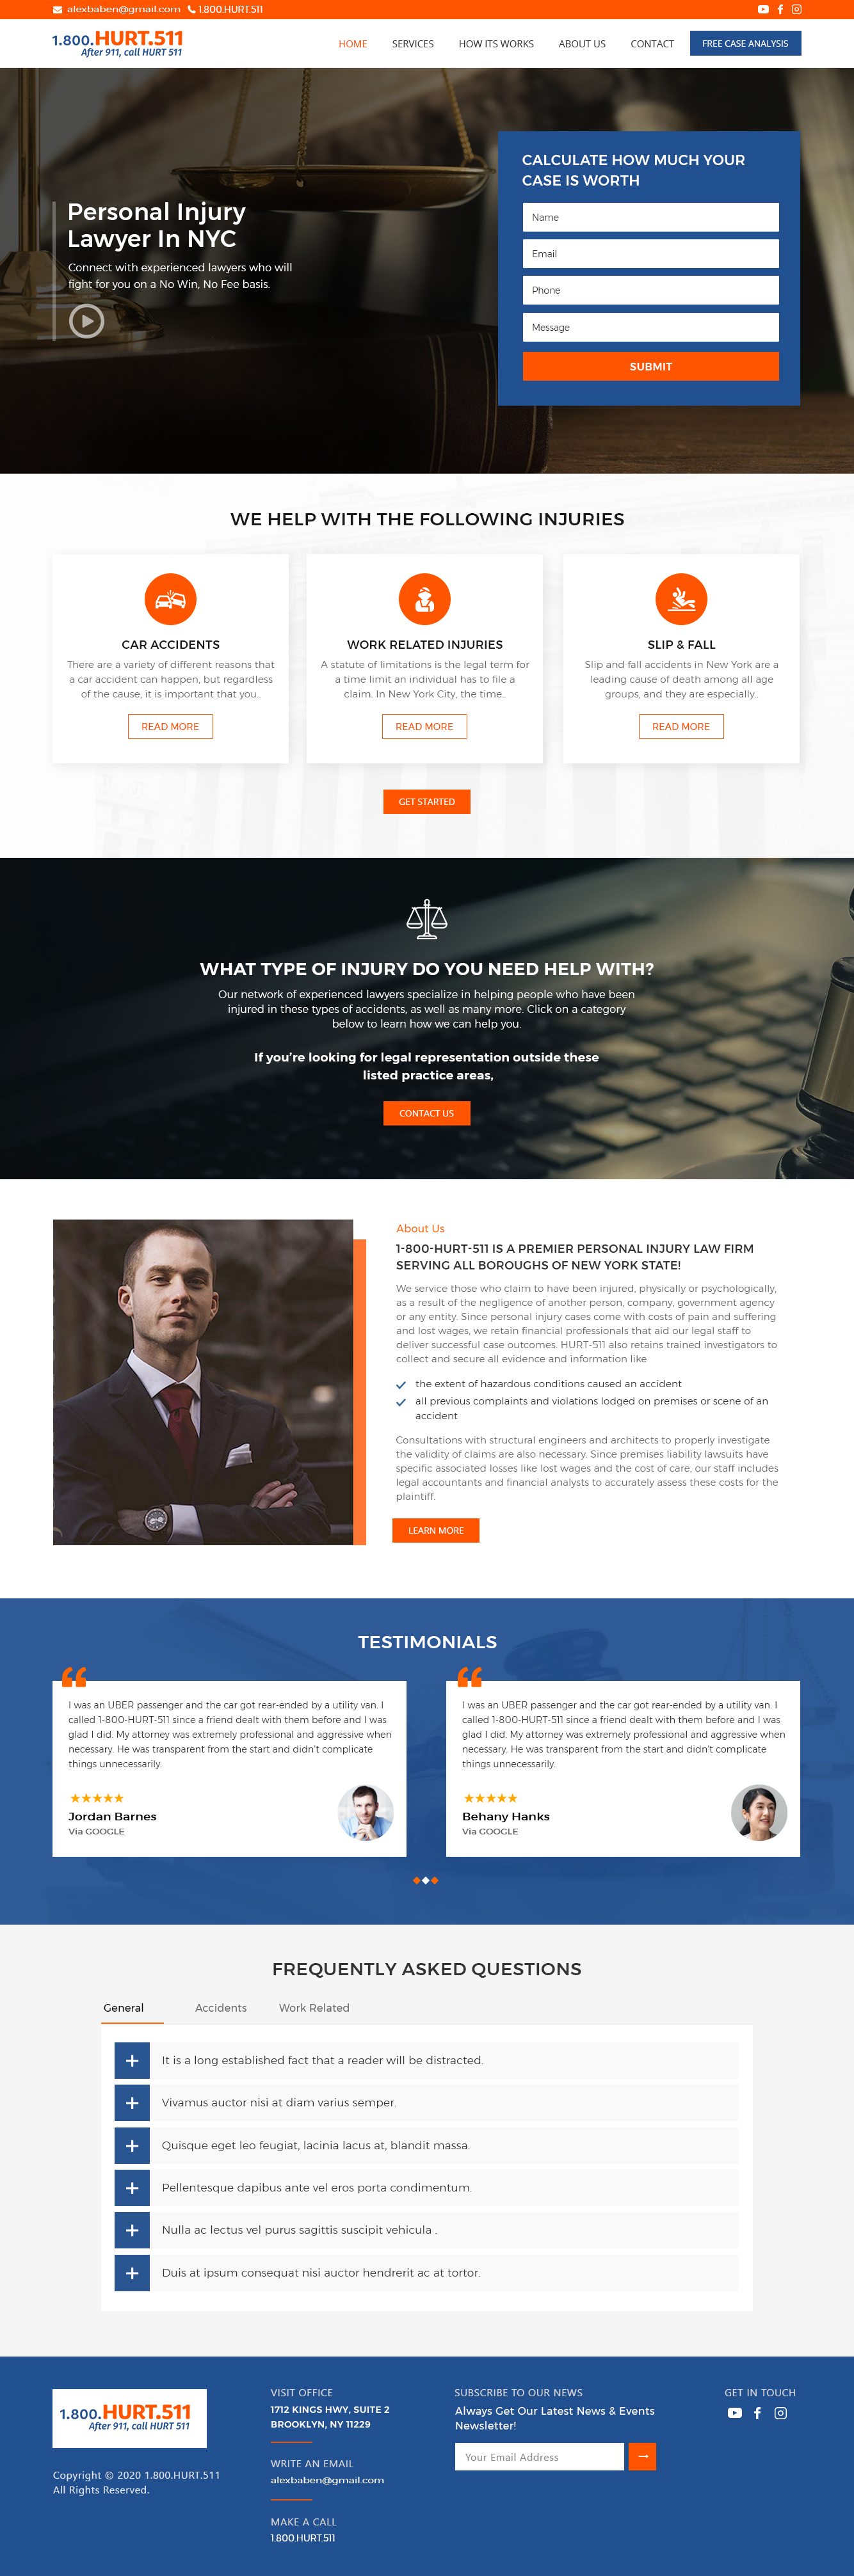 alexbaben@gmail.com 1.800.HURT.511
1.800.HURT.511
After 911, call HURT 511
HOME SERVICES HOW ITS WORKS ABOUT US CONTACT FREE CASE ANALYSIS
Personal Injury
Lawyer In NYC
Connect with experienced lawyers who will
fight for you on a No Win, No Fee basis.
CALCULATE HOW MUCH YOUR
CASE IS WORTH
Name
Email
Phone
Message
SUBMIT
WE HELP WITH THE FOLLOWING INJURIES
CAR ACCIDENTS
There are a variety of different reasons that
a car accident can happen, but regardless
of the cause, it is important that you..
READ MORE
WORK RELATED INJURIES
A statute of limitations is the legal term for
a time limit an individual has to file a
claim. In New York City, the time..
READ MORE
SLIP & FALL
Slip and fall accidents in New York are a
leading cause of death among all age
groups, and they are especially..
READ MORE
GET STARTED
WHAT TYPE OF INJURY DO YOU NEED HELP WITH?
Our network of experienced lawyers specialize in helping people who have been
injured in these types of accidents, as well as many more. Click on a category
below to learn how we can help you.
If you're looking for legal representation outside these
listed practice areas,
CONTACT US
About Us
1-800-HURT-511 IS A PREMIER PERSONAL INJURY LAW FIRM
SERVING ALL BOROUGHS OF NEW YORK STATE!
We service those who claim to have been injured, physically or psychologically,
as a result of the negligence of another person, company, government agency
or any entity. Since personal injury cases come with costs of pain and suffering
and lost wages, we retain financial professionals that aid our legal staff to
deliver successful case outcomes. HURT-511 also retains trained investigators to
collect and secure all evidence and information like
the extent of hazardous conditions caused an accident
all previous complaints and violations lodged on premises or scene of an
accident
Consultations with structural engineers and architects to properly investigate
the validity of claims are also necessary. Since premises liability lawsuits have
specific associated losses like lost wages and the cost of care, our staff includes
legal accountants and financial analysts to accurately assess these costs for the
plaintiff.
LEARN MORE
TESTIMONIALS
I was an UBER passenger and the car got rear-ended by a utility van. I
called 1-800-HURT-511 since a friend dealt with them before and I was
glad I did. My attorney was extremely professional and aggressive when
necessary. He was transparent from the start and didn't complicate
things unnecessarily.
Jordan Barnes
Via GOOGLE
I was an UBER passenger and the car got rear-ended by a utility van. I
called 1-800-HURT-511 since a friend dealt with them before and I was
glad I did. My attorney was extremely professional and aggressive when
necessary. He was transparent from the start and didn't complicate
things unnecessarily.
Behany Hanks
Via GOOGLE
FREQUENTLY ASKED QUESTIONS
General Accidents Work Related
It is a long established fact that a reader will be distracted.
Vivamus auctor nisi at diam varius semper.
Quisque eget leo feugiat, lacinia lacus at, blandit massa.
Pellentesque dapibus ante vel eros porta condimentum.
Nulla ac lectus vel purus sagittis suscipit vehicula .
Duis at ipsum consequat nisi auctor hendrerit ac at tortor.
1.800.HURT.511
After 911, call HURT 511
Copyright © 2020 1.800.HURT.511
All Rights Reserved.
VISIT OFFICE
1712 KINGS HWY, SUITE 2
BROOKLYN, NY 11229
WRITE AN EMAIL
alexbaben@gmail.com
MAKE A CALL
1.800.HURT.511
SUBSCRIBE TO OUR NEWS
Always Get Our Latest News & Events
Newsletter!
Your Email Address
GET IN TOUCH